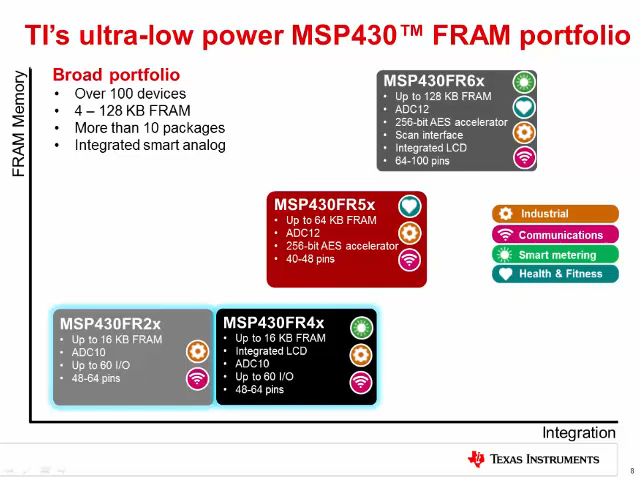 TI's ultra-low power MSP430™ FRAM portfolio
FRAM Memory
Broad portfolio
• Over 100 devices
• 4 – 128 KB FRAM
• More than 10 packages
• Integrated smart analog
MSP430FR6x
• Up to 128 KB FRAM
• ADC12
• 256-bit AES accelerator
• Scan interface
• Integrated LCD
• 64-100 pins
MSP430FR5x
• Up to 64 KB FRAM
• ADC12
• 256-bit AES accelerator
• 40-48 pins
Industrial
Communications
Smart metering
Health & Fitness
MSP430FR2x
• Up to 16 KB FRAM
• ADC10
• Up to 60 I/O
• 48-64 pins
MSP430FR4x
• Up to 16 KB FRAM
• Integrated LCD
• ADC10
• Up to 60 I/O
• 48-64 pins
Integration
TEXAS INSTRUMENTS
8